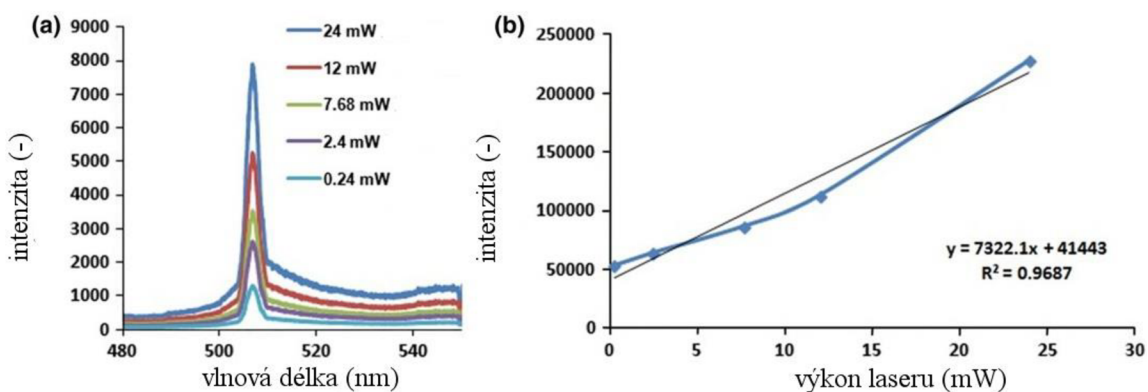 (a)
9000
8000
7000
6000
5000
4000
3000
2000
1000
0
intenzita (-)
24 mW
12 mW
7.68 mW
2.4 mW
0.24 mW
480
500
520
540
vlnová délka (nm)
(b)
250000
200000
150000
100000
50000
0
intenzita (-)
y = 7322.1x + 41443
R² = 0.9687
0
5
10
15
20
25
30
výkon laseru (mW)